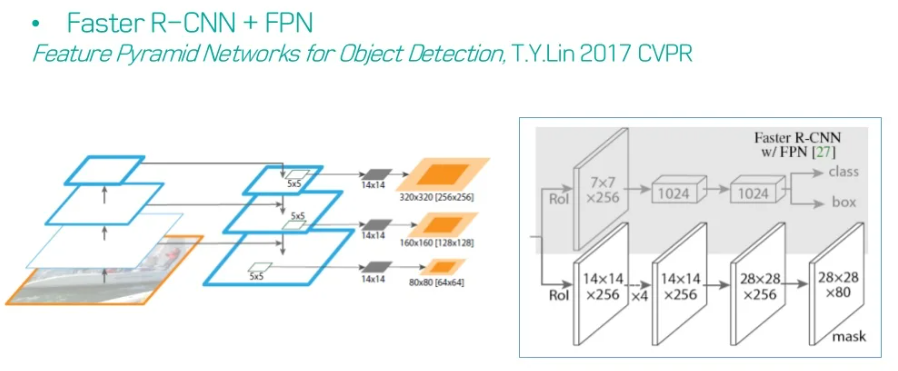 • Faster R-CNN + FPN
Feature Pyramid Networks for Object Detection, T.Y.Lin 2017 CVPR
5x5
14x14
320x320 [256x256]
5x5
14x14
160x160 [128x128]
5x5
14x14
80x80 [64x64]
Faster R-CNN
w/ FPN [27]
RoI
7×7
×256
1024
1024
class
box
RoI
14×14
×256
×4
14×14
×256
28×28
×256
28×28
×80
mask